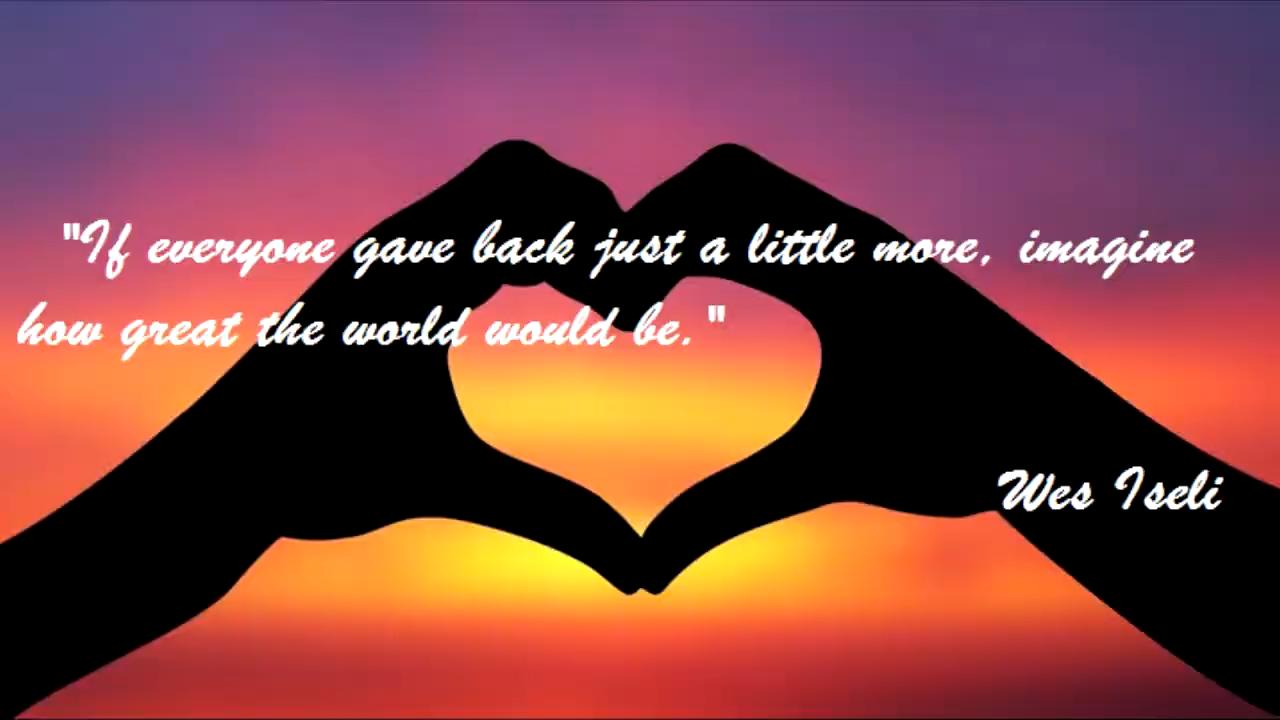 "If everyone gave back just a little more, imagine
how great the world would be."
Wes Iseli